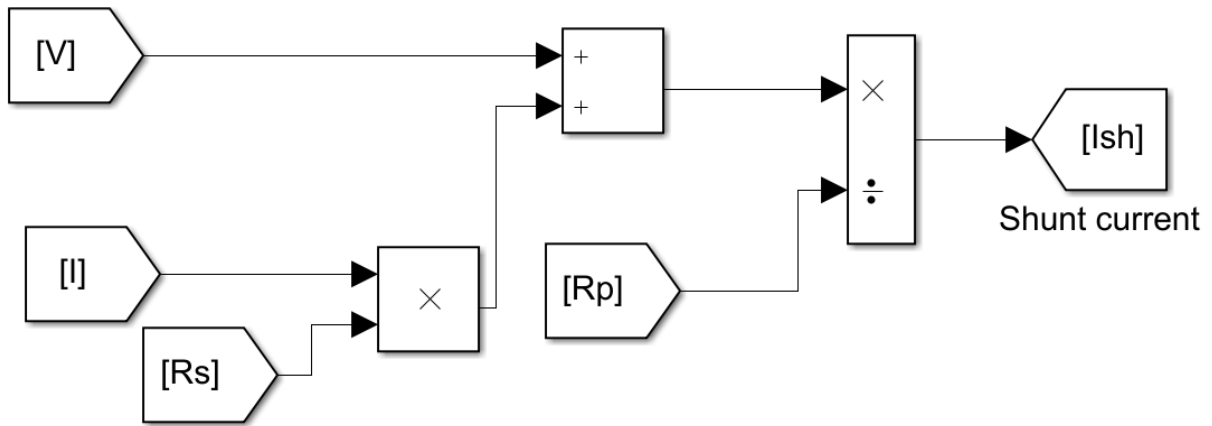 [V]
+
+
×
÷
[Ish]
Shunt current
[I]
×
[Rs]
[Rp]